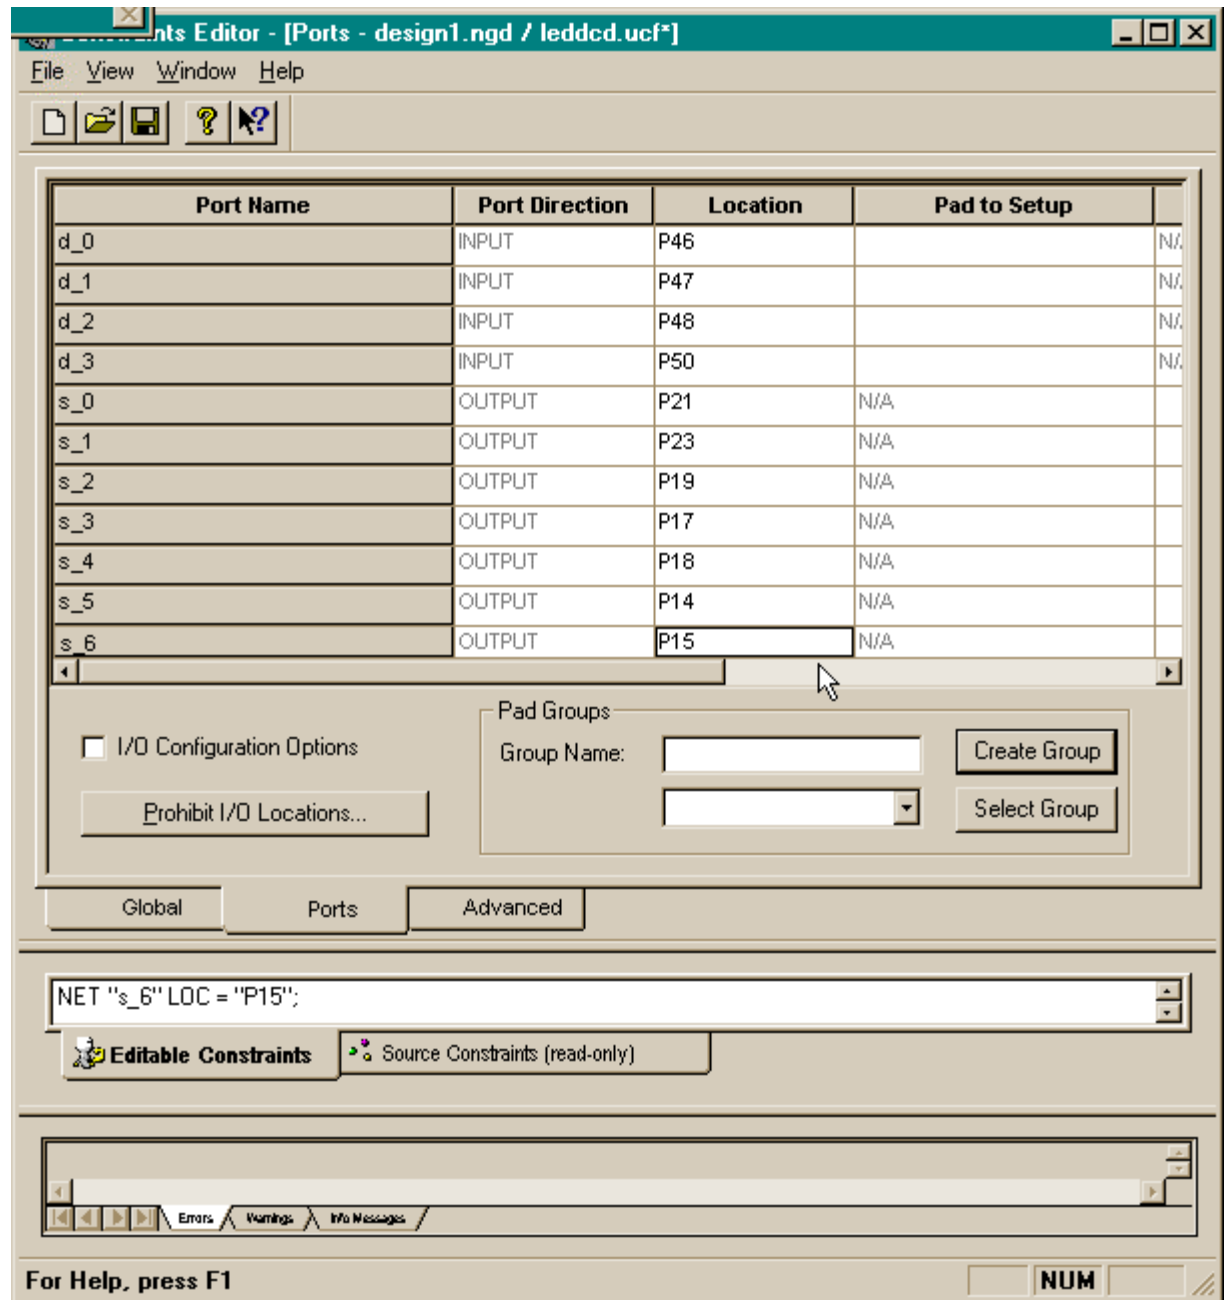 ints Editor - [Ports - design1.ngd / leddcd.ucf*]
File View Window Help
Port Name Port Direction Location Pad to Setup
d_0 INPUT P46 N/
d_1 INPUT P47 N/
d_2 INPUT P48 N/
d_3 INPUT P50 N/
s_0 OUTPUT P21 N/A
s_1 OUTPUT P23 N/A
s_2 OUTPUT P19 N/A
s_3 OUTPUT P17 N/A
s_4 OUTPUT P18 N/A
s_5 OUTPUT P14 N/A
s_6 OUTPUT P15 N/A
Pad Groups
I/O Configuration Options
Group Name:
Create Group
Prohibit I/O Locations...
Select Group
Global Ports Advanced
NET "s_6" LOC = "P15";
Editable Constraints Source Constraints (read-only)
Errors Warnings Info Messages
For Help, press F1 NUM